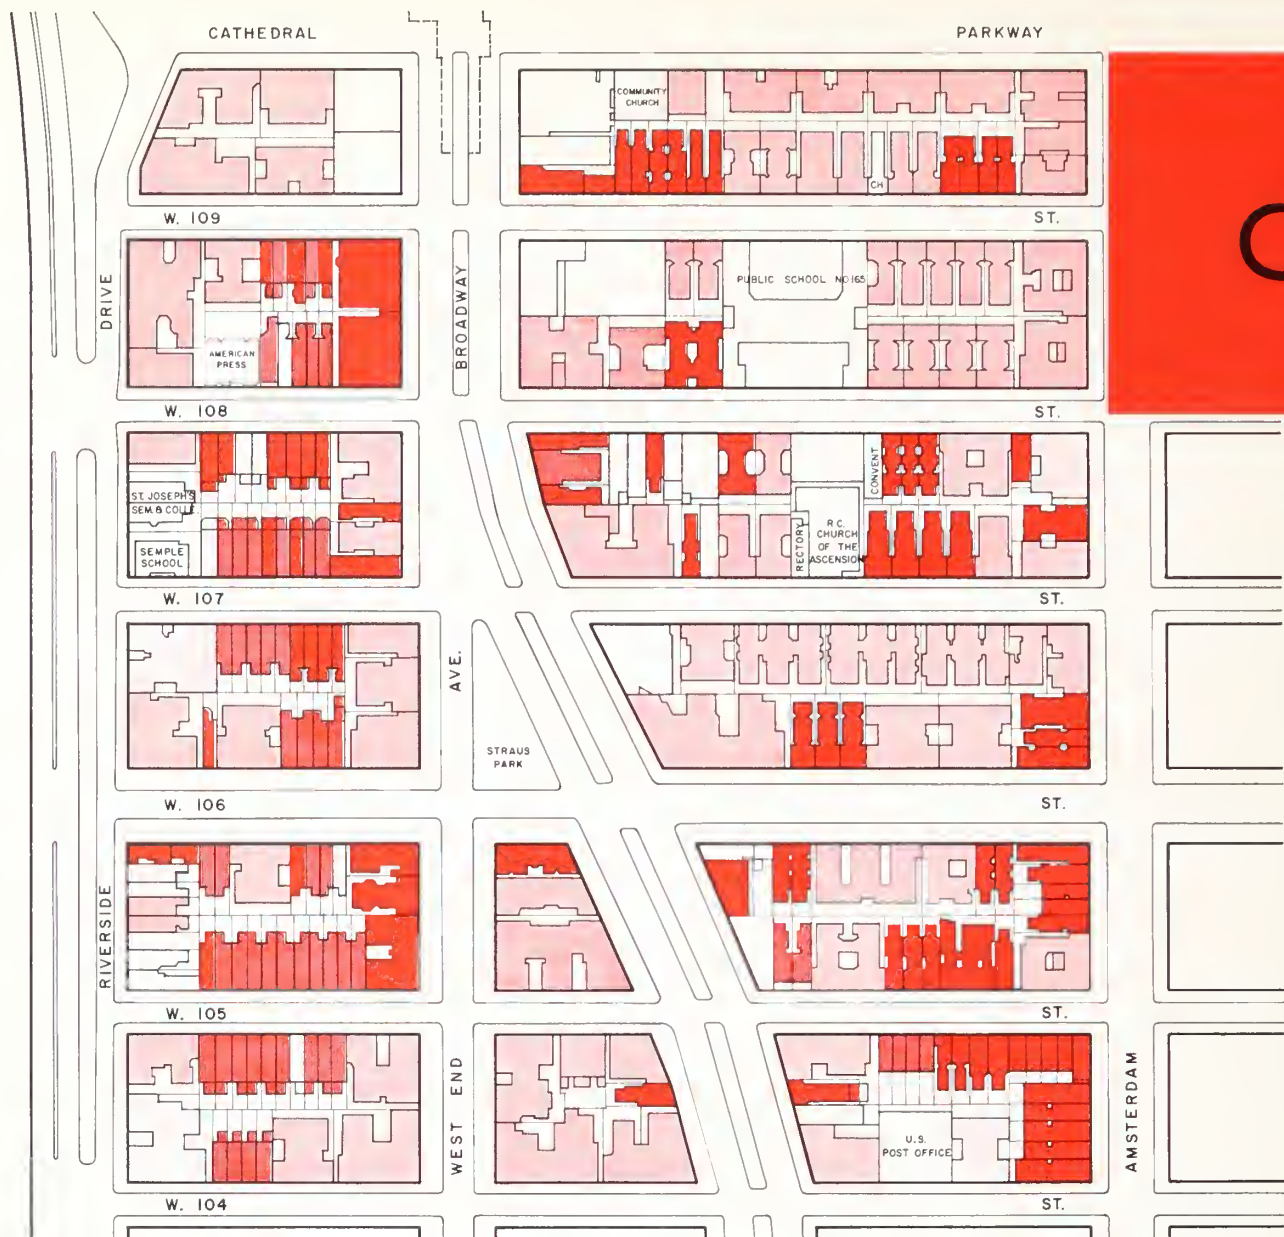 CATHEDRAL PARKWAY
COMMUNITY
CHURCH
CH
W. 109 ST.
DRIVE
BROADWAY
PUBLIC SCHOOL NO 165
AMERICAN
PRESS
W. 108 ST.
ST. JOSEPH'S
SEM. & COLLE.
SEMPLE
SCHOOL
CONVENT
RECTORY
R.C.
CHURCH
OF THE
ASCENSION
W. 107 ST.
AVE.
STRAUS
PARK
W. 106 ST.
RIVERSIDE
W. 105 ST.
WEST END
U.S.
POST OFFICE
AMSTERDAM
W. 104 ST.